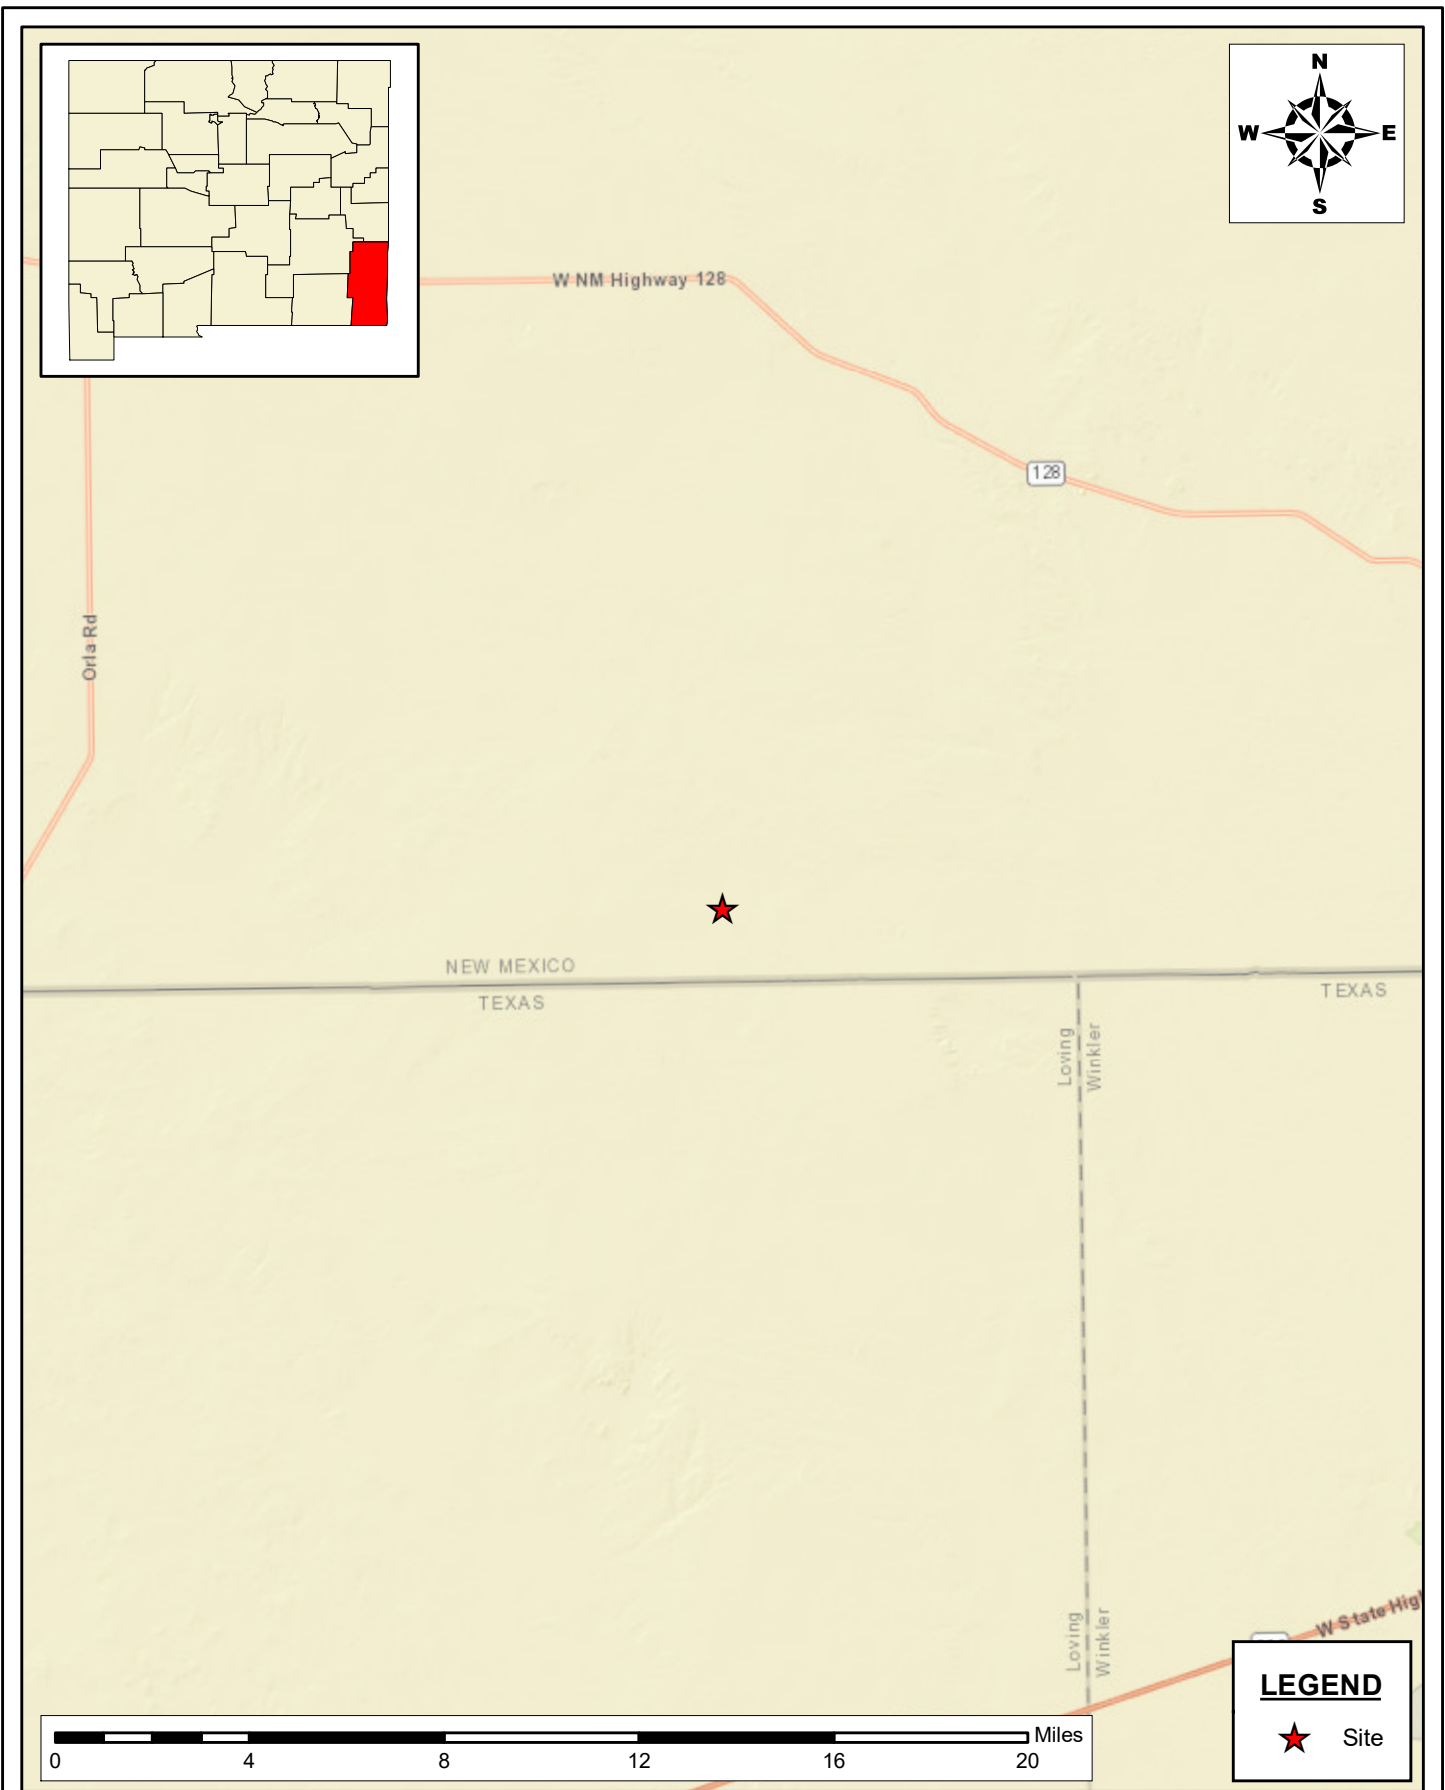 N
W E
S
W NM Highway 128
128
Orla Rd
NEW MEXICO
TEXAS
TEXAS
Loving
Winkler
Loving
Winkler
W State
LEGEND
Site
Miles
0 4 8 12 16 20